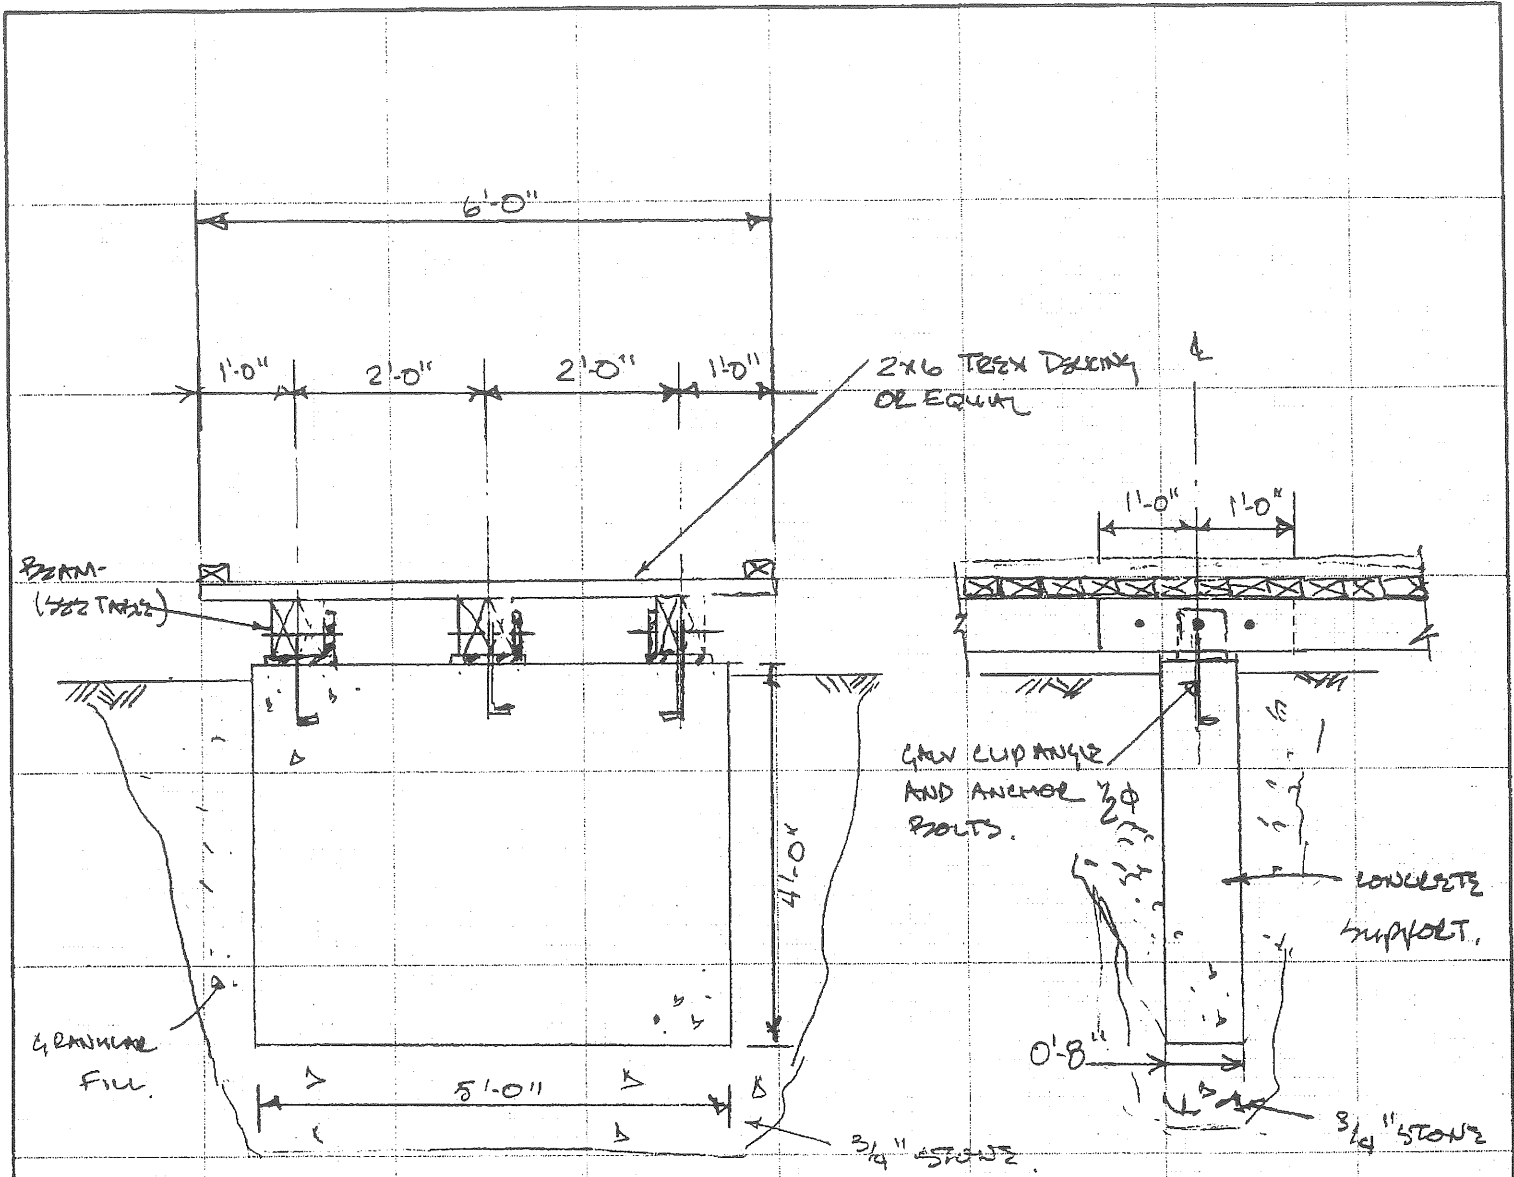 6'-0"
1'-0" 2'-0" 2'-0" 1'-0"
2x6 TREX DECKING
OR EQUAL
℄
1'-0" 1'-0"
BEAM-
(SEE TABLE)
GALV CLIP ANGLE
AND ANCHOR 1/2 Φ
BOLTS.
4'-0"
CONCRETE
SUPPORT.
GRANULAR
FILL.
0'-8"
5'-0"
3/4" STONE.
3/4" STONE